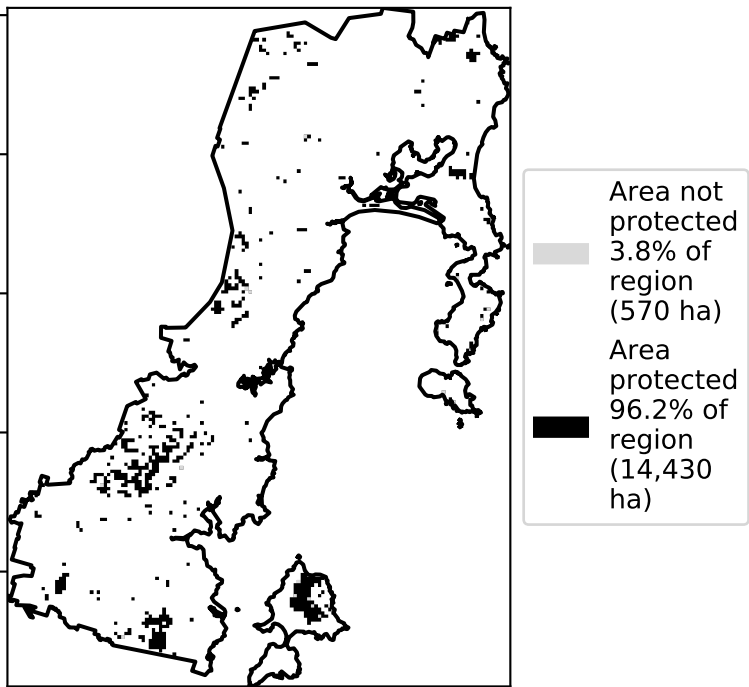 Area not
protected
3.8% of
region
(570 ha)
Area
protected
96.2% of
region
(14,430
ha)